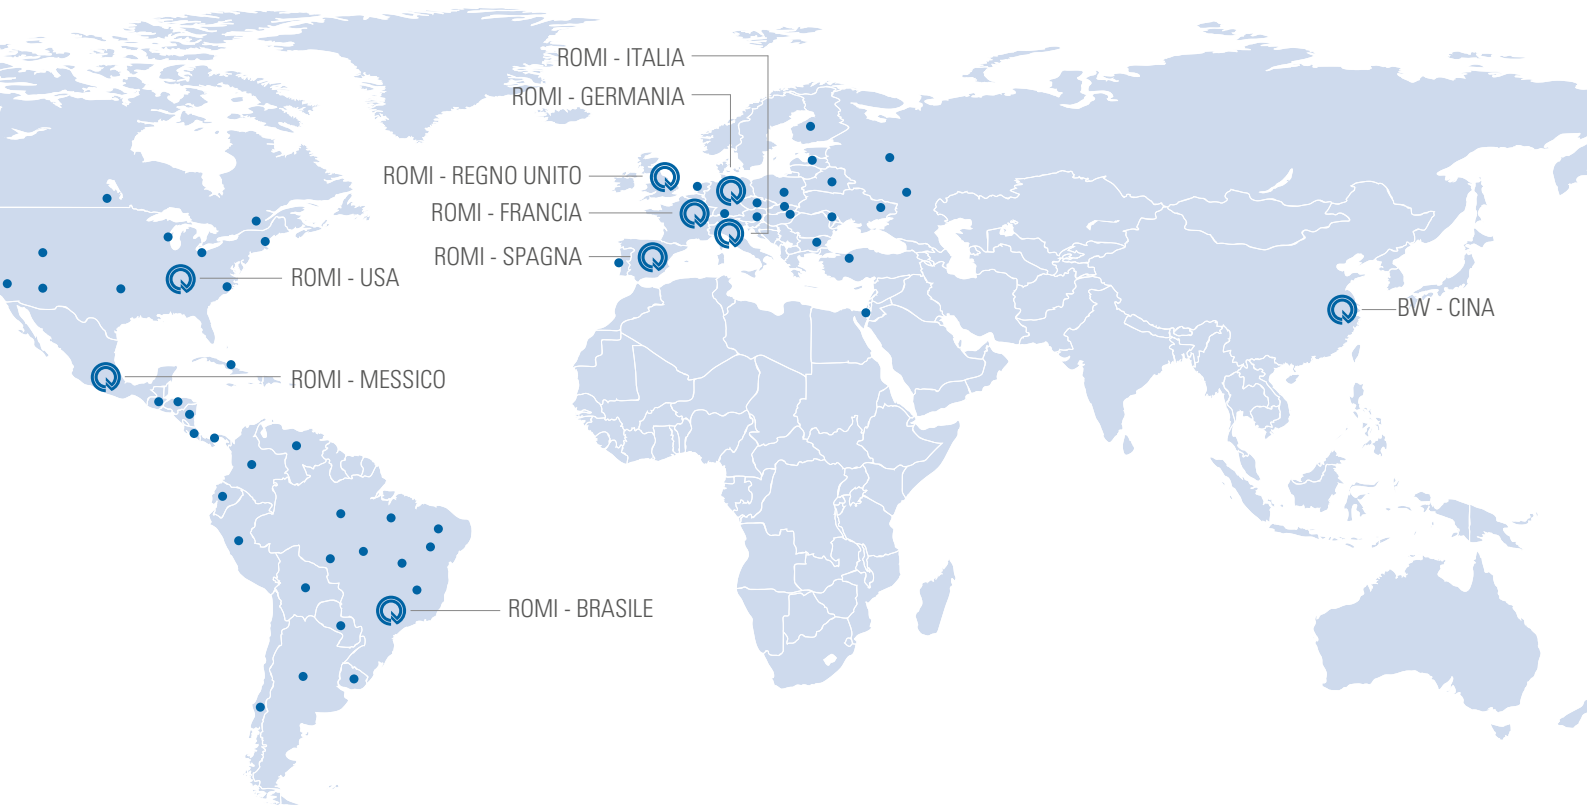 ROMI - ITALIA
ROMI - GERMANIA
ROMI - REGNO UNITO
ROMI - FRANCIA
ROMI - SPAGNA
ROMI - USA
BW - CINA
ROMI - MESSICO
ROMI - BRASILE